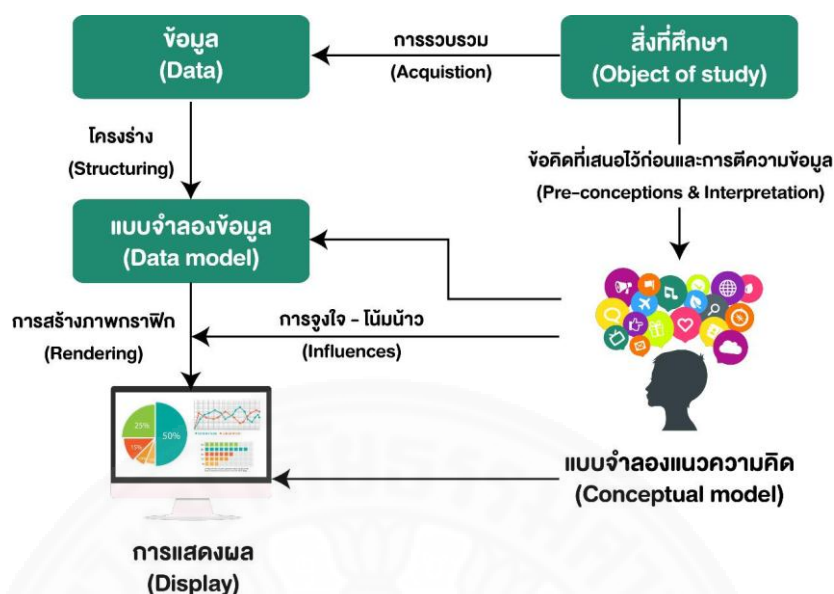 ข้อมูล
(Data)
การรวบรวม
(Acquistion)
สิ่งที่ศึกษา
(Object of study)
โครงร่าง
(Structuring)
ข้อคิดที่เสนอไว้ก่อนและการตีความข้อมูล
(Pre-conceptions & Interpretation)
แบบจำลองข้อมูล
(Data model)
การสร้างภาพกราฟิก
(Rendering)
การจูงใจ - โน้มน้าว
(Influences)
25%
50%
แบบจำลองแนวความคิด
(Conceptual model)
การแสดงผล
(Display)